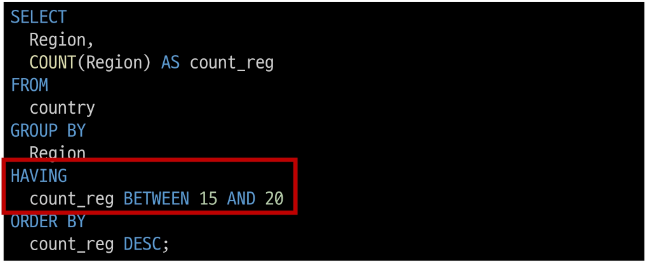 SELECT
Region,
COUNT(Region) AS count_reg
FROM
country
GROUP BY
Region
HAVING
count_reg BETWEEN 15 AND 20
ORDER BY
count_reg DESC;